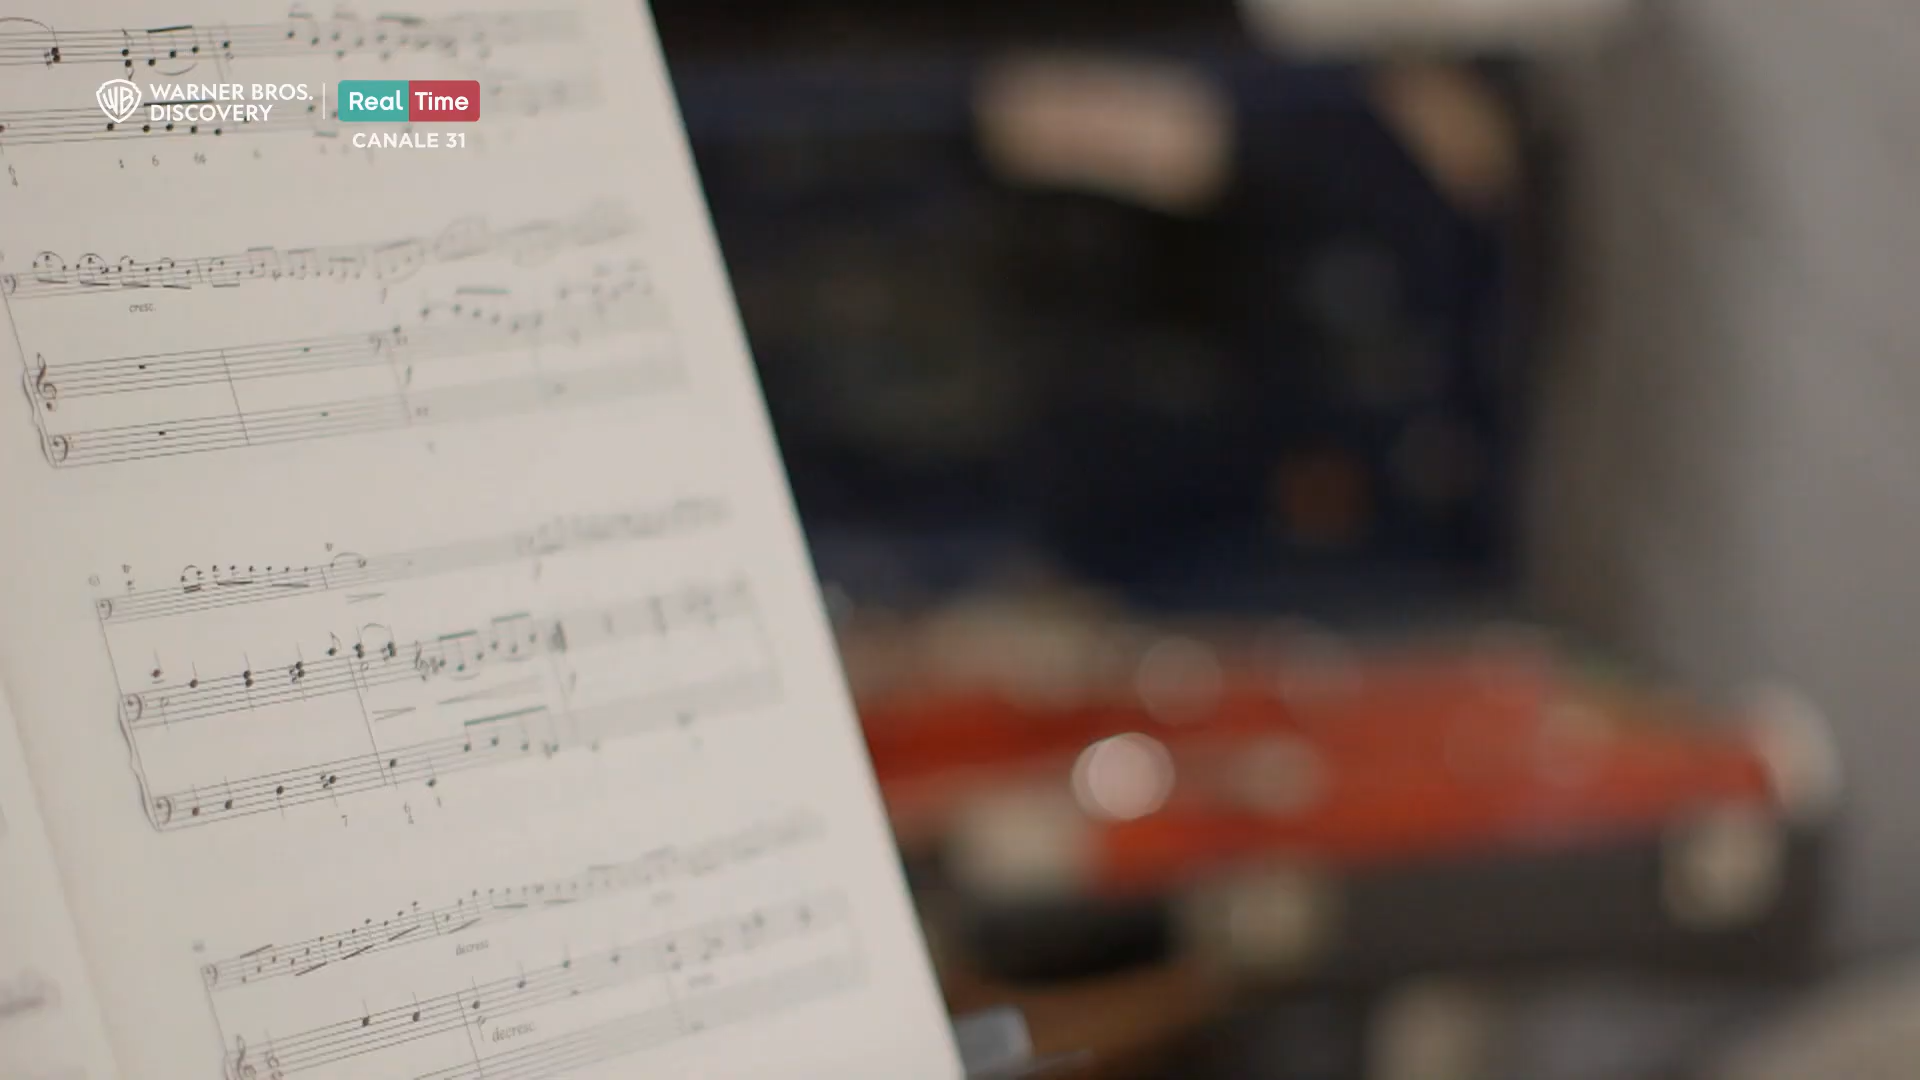 WARNER BROS.
DISCOVERY
Real Time
CANALE 31
cresc.
decresc.
decresc.